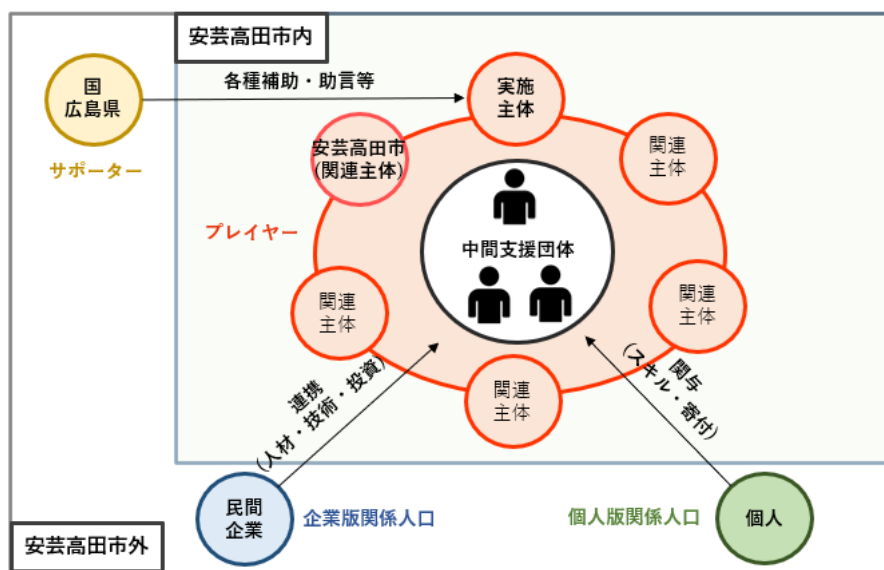 安芸高田市内
国
広島県
各種補助・助言等
実施
主体
サポーター
安芸高田市
(関連主体)
関連
主体
プレイヤー
中間支援団体
関連
主体
関連
主体
関連
主体
連携
(人材・技術・投資)
関与
(スキル・寄付)
民間
企業
企業版関係人口
個人版関係人口
個人
安芸高田市外